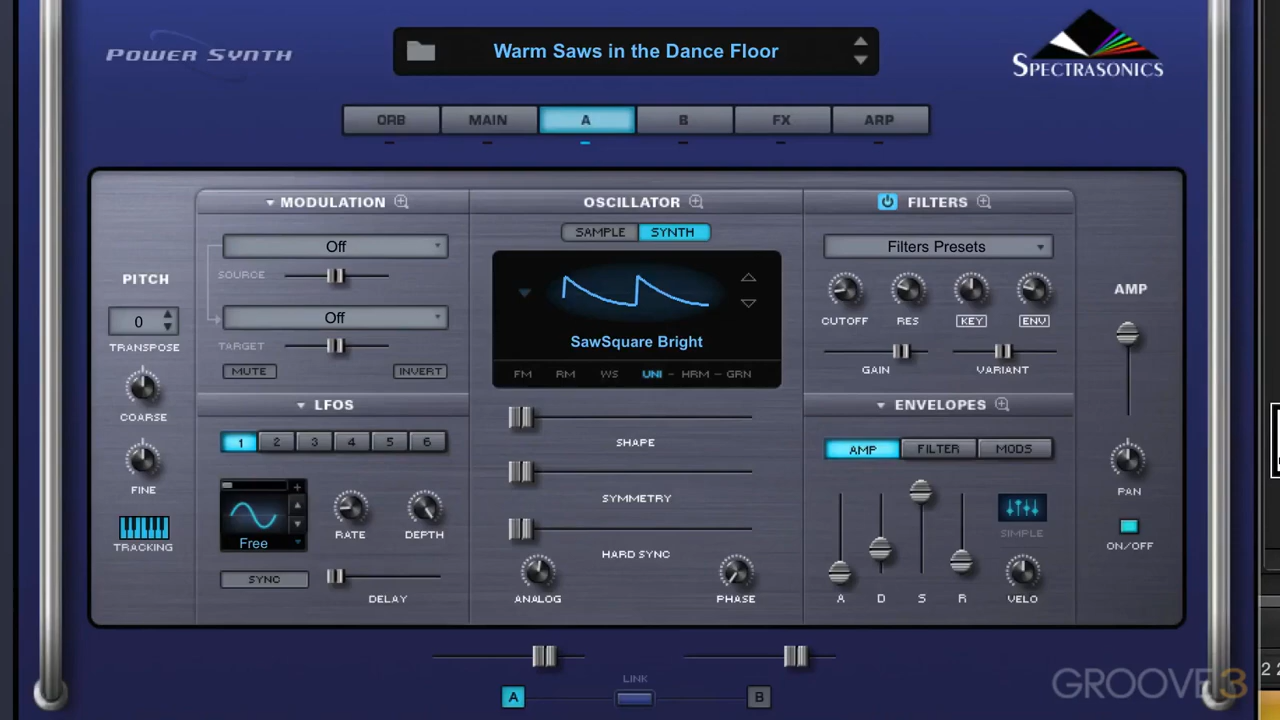 POWER SYNTH
Warm Saws in the Dance Floor
SPECTRASONICS
ORB MAIN A B FX ARP
MODULATION OSCILLATOR FILTERS
SAMPLE SYNTH
Off Filters Presets
SOURCE
PITCH
AMP
0
TRANSPOSE
Off
CUTOFF RES KEY ENV
TARGET
SawSquare Bright
MUTE INVERT
FM RM WS UNI - HRM - GRN
GAIN VARIANT
COARSE
LFOS ENVELOPES
1 2 3 4 5 6
SHAPE
AMP FILTER MODS
FINE
PAN
SYMMETRY
Free
RATE DEPTH
SIMPLE
TRACKING
ON/OFF
HARD SYNC
SYNC
DELAY
ANALOG PHASE
A D S R VELO
LINK
A B
GROOVE3
2 2